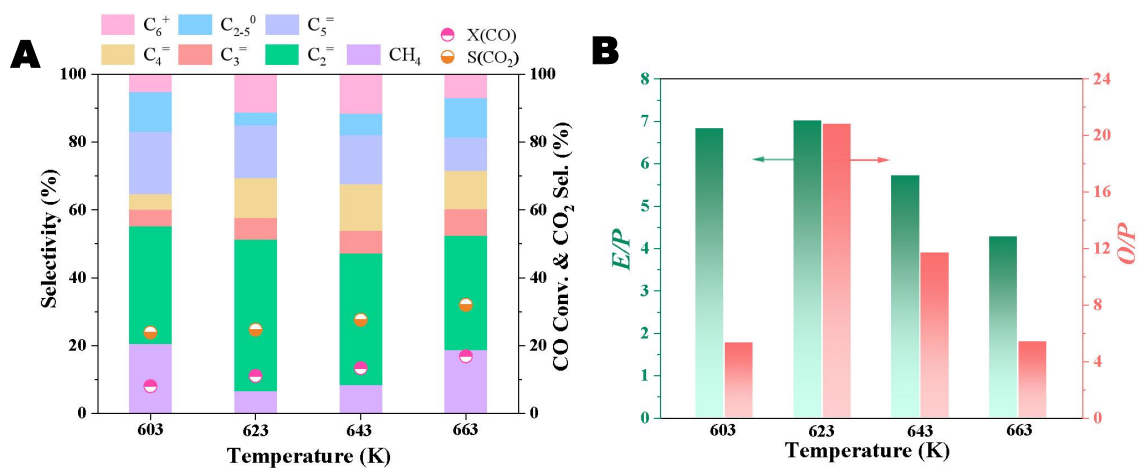 A
C₆⁺ C₂₋₅⁰ C₅⁼ X(CO)
C₄⁼ C₃⁼ C₂⁼ CH₄ S(CO₂)
100
80
60
40
20
0
Selectivity (%)
100
80
60
40
20
0
CO Conv. & CO₂ Sel. (%)
603 623 643 663
Temperature (K)
B
8
7
6
5
4
3
2
1
0
E/P
24
20
16
12
8
4
0
O/P
603 623 643 663
Temperature (K)